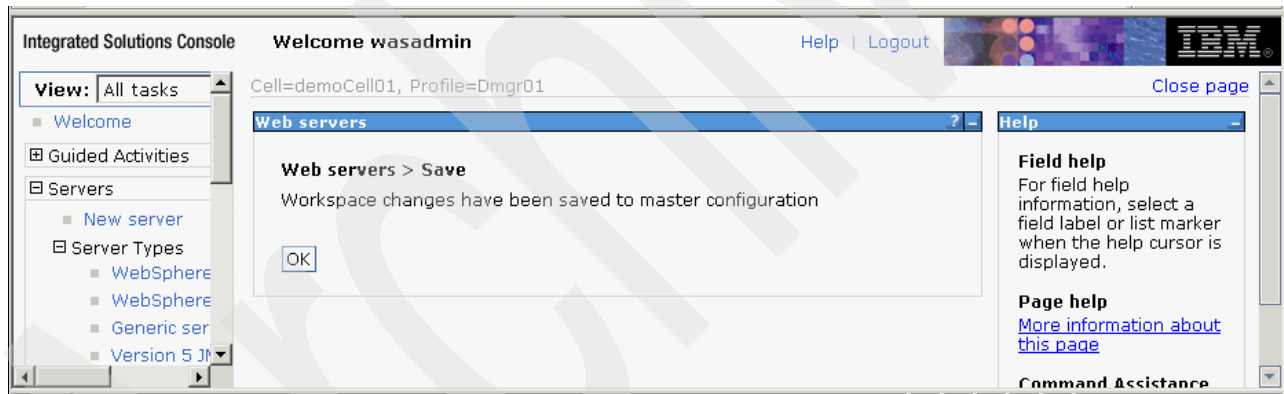 Integrated Solutions Console Welcome wasadmin Help | Logout IBM®
View: All tasks
Cell=demoCell01, Profile=Dmgr01 Close page
Welcome
Guided Activities
Servers
New server
Server Types
WebSphere
WebSphere
Generic ser
Version 5 JM
Web servers ? -
Web servers > Save
Workspace changes have been saved to master configuration
OK
Help -
Field help
For field help
information, select a
field label or list marker
when the help cursor is
displayed.
Page help
More information about
this page
Command Assistance